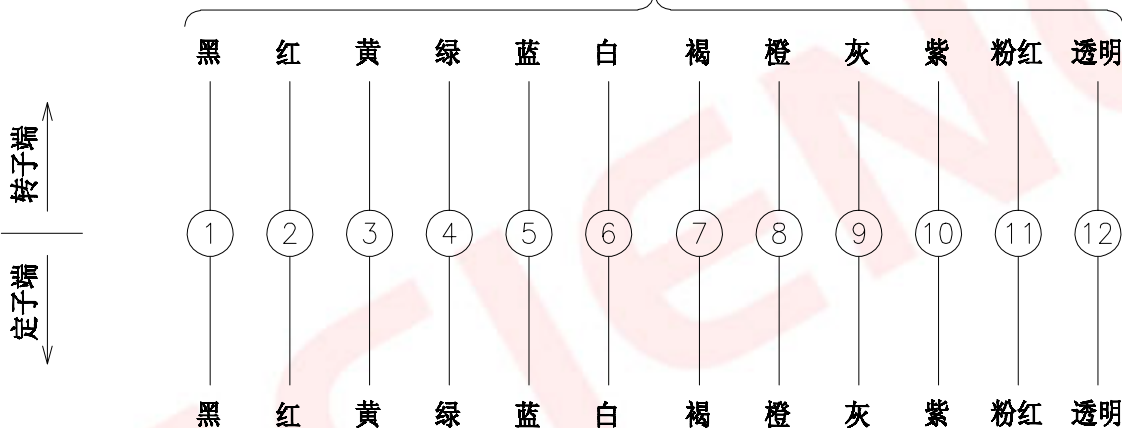 黑 红 黄 绿 蓝 白 褐 橙 灰 紫 粉红 透明
转子端
1 2 3 4 5 6 7 8 9 10 11 12
定子端
黑 红 黄 绿 蓝 白 褐 橙 灰 紫 粉红 透明